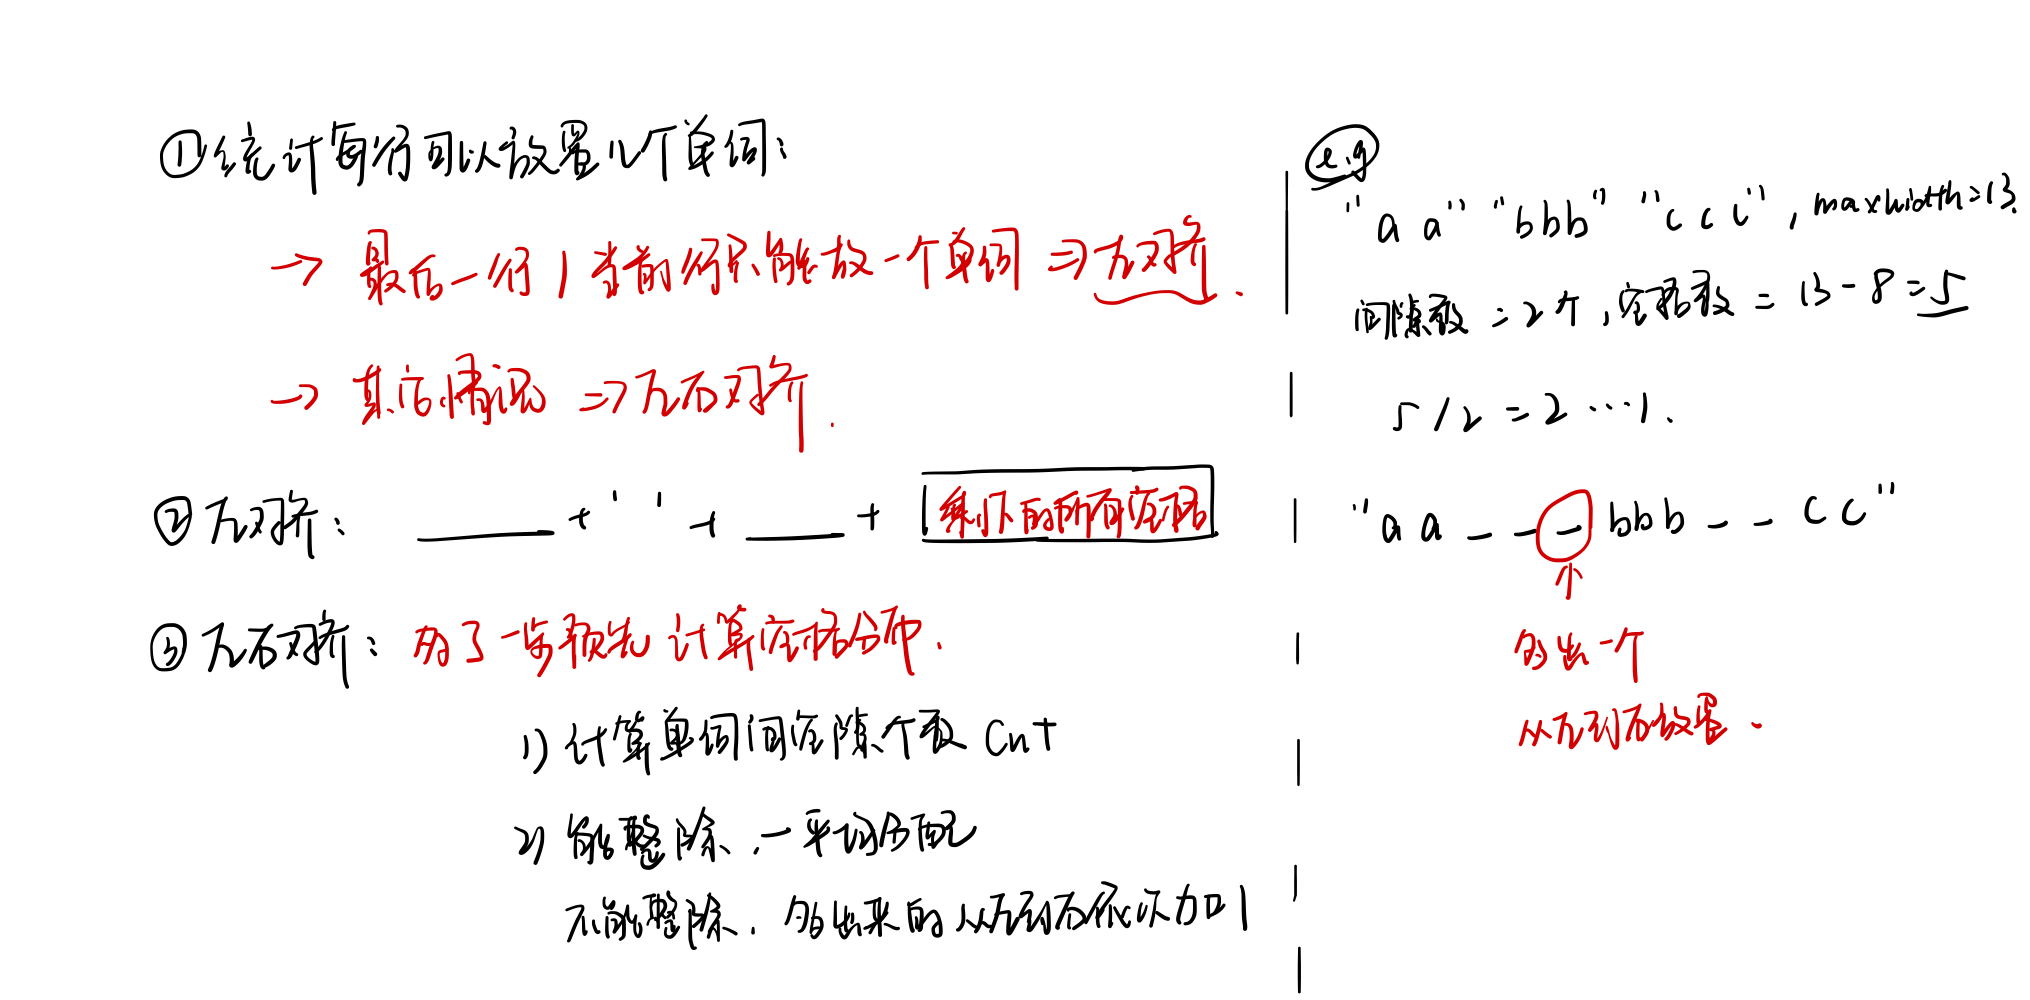 ①统计每行可以放置几个单词：
→ 最后一行 / 当前行只能放一个单词 ⇒ 左对齐.
→ 其它情况 ⇒ 左右对齐.
②左对齐： ____ + ' ' + ____ + 剩下的所有空格
③左右对齐：多了一步预先计算空格分布.
1) 计算单词间空隙个数 cnt
2) 能整除, 一平均分配
不能整除, 多出来的从左到右依次加1
e.g
"aa" "bbb" "ccc", maxwidth=13.
间隙数 = 2个, 空格数 = 13 - 8 = 5
5 / 2 = 2 ··· 1.
"aa _ _ _ bbb _ _ cc"
↑
多出一个
从左到右放置.